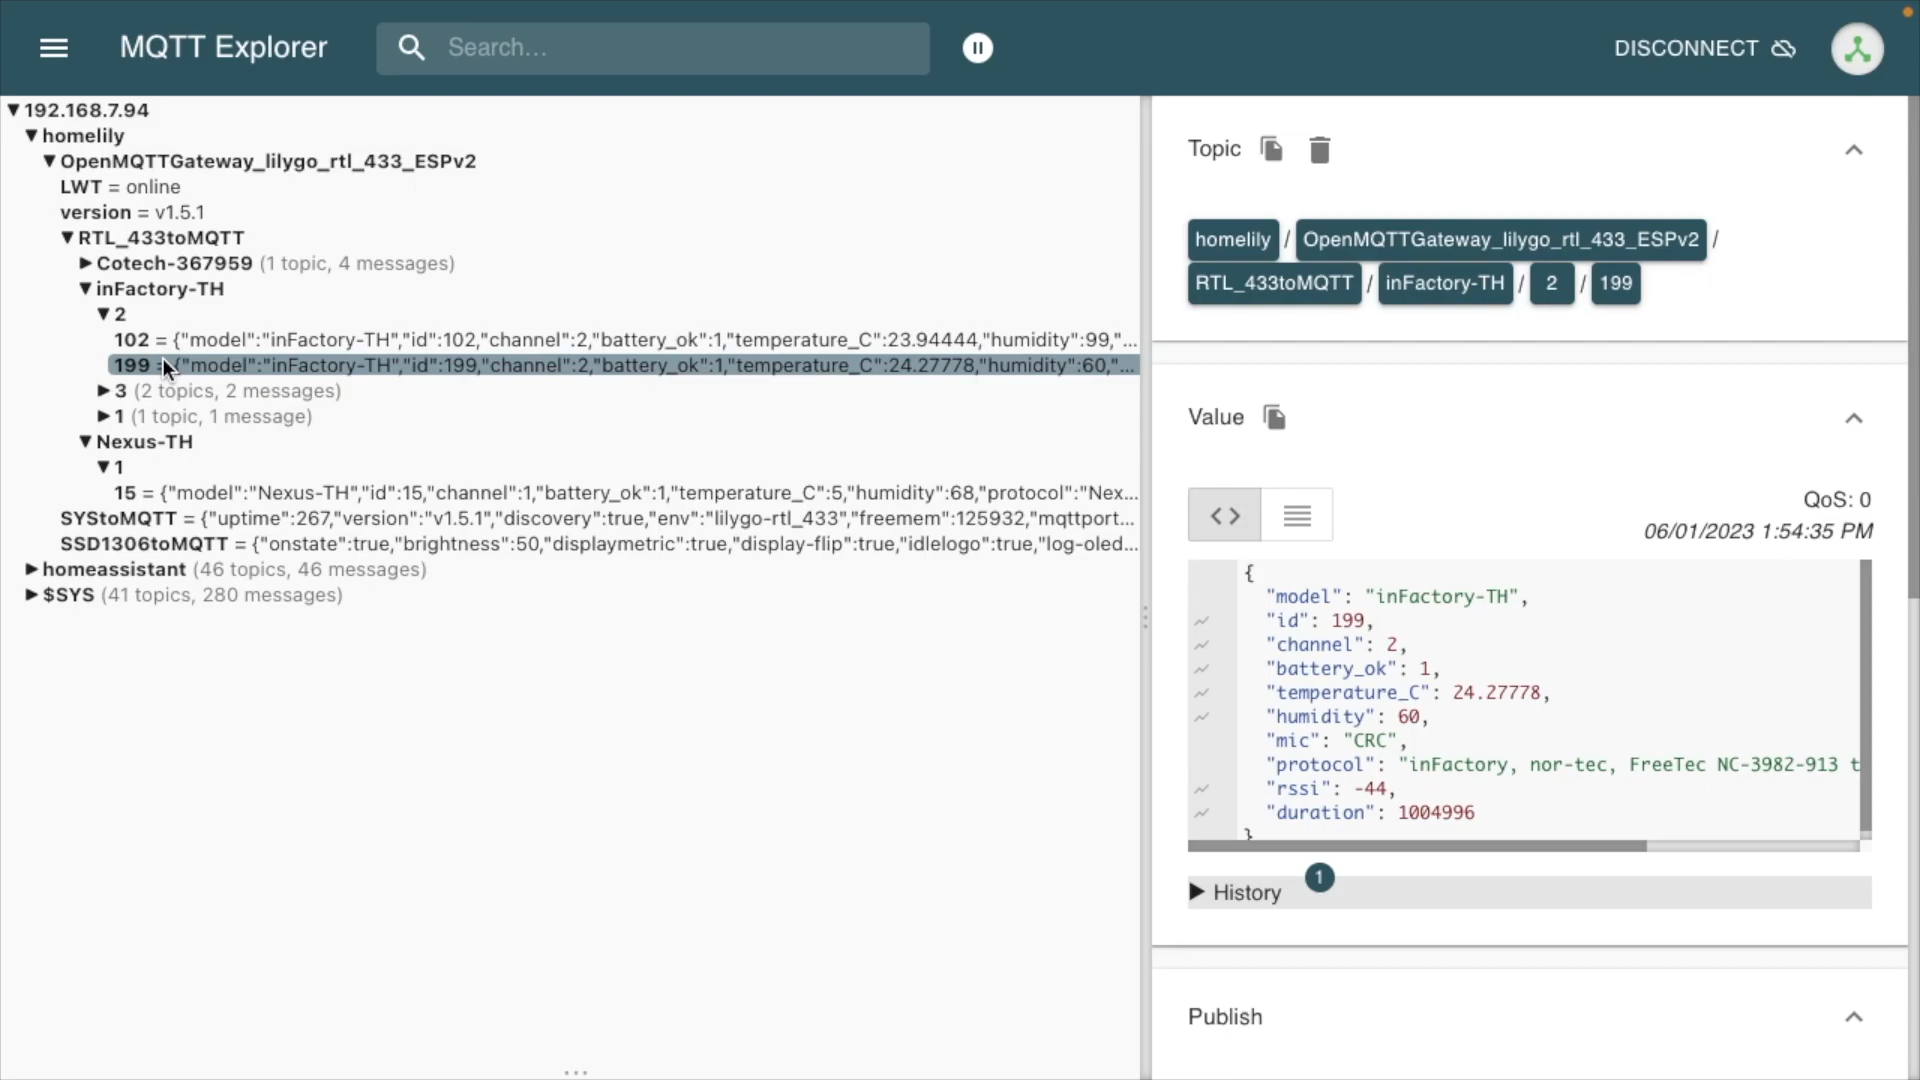 MQTT Explorer
Search...
DISCONNECT
192.168.7.94
homelily
OpenMQTTGateway_lilygo_rtl_433_ESPv2
LWT = online
version = v1.5.1
RTL_433toMQTT
Cotech-367959 (1 topic, 4 messages)
inFactory-TH
2
102 = {"model":"inFactory-TH","id":102,"channel":2,"battery_ok":1,"temperature_C":23.94444,"humidity":99,"...
199 = {"model":"inFactory-TH","id":199,"channel":2,"battery_ok":1,"temperature_C":24.27778,"humidity":60,"...
3 (2 topics, 2 messages)
1 (1 topic, 1 message)
Nexus-TH
1
15 = {"model":"Nexus-TH","id":15,"channel":1,"battery_ok":1,"temperature_C":5,"humidity":68,"protocol":"Nex...
SYStoMQTT = {"uptime":267,"version":"v1.5.1","discovery":true,"env":"lilygo-rtl_433","freemem":125932,"mqttport...
SSD1306toMQTT = {"onstate":true,"brightness":50,"displaymetric":true,"display-flip":true,"idlelogo":true,"log-oled...
homeassistant (46 topics, 46 messages)
$SYS (41 topics, 280 messages)
Topic
homelily / OpenMQTTGateway_lilygo_rtl_433_ESPv2 /
RTL_433toMQTT / inFactory-TH / 2 / 199
Value
QoS: 0
06/01/2023 1:54:35 PM
{
"model": "inFactory-TH",
"id": 199,
"channel": 2,
"battery_ok": 1,
"temperature_C": 24.27778,
"humidity": 60,
"mic": "CRC",
"protocol": "inFactory, nor-tec, FreeTec NC-3982-913 t
"rssi": -44,
"duration": 1004996
}
History 1
Publish